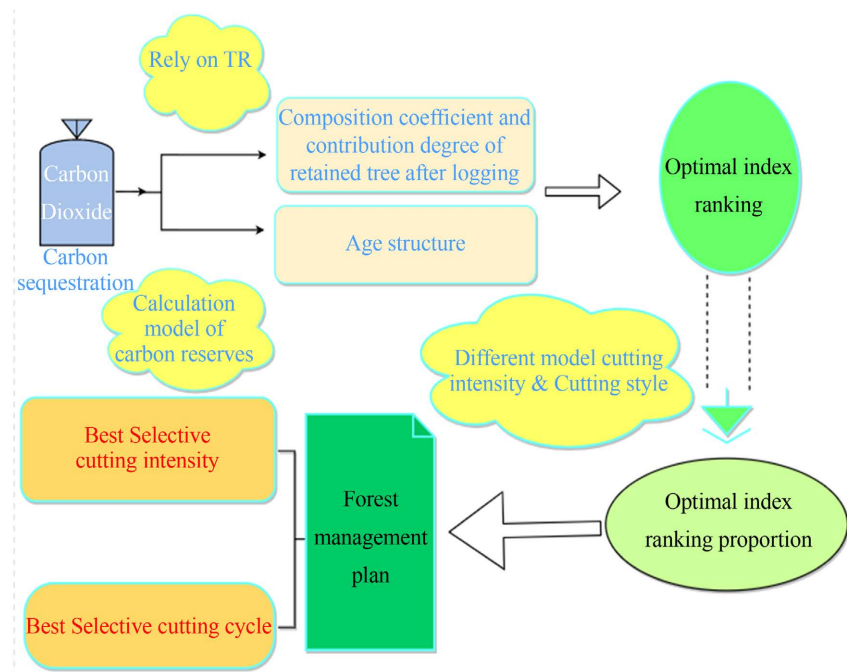 Rely on TR
Composition coefficient and
contribution degree of
retained tree after logging
Carbon
Dioxide
Carbon
sequestration
Age structure
Optimal index
ranking
Calculation
model of
carbon reserves
Different model cutting
intensity & Cutting style
Best Selective
cutting intensity
Forest
management
plan
Optimal index
ranking proportion
Best Selective cutting cycle